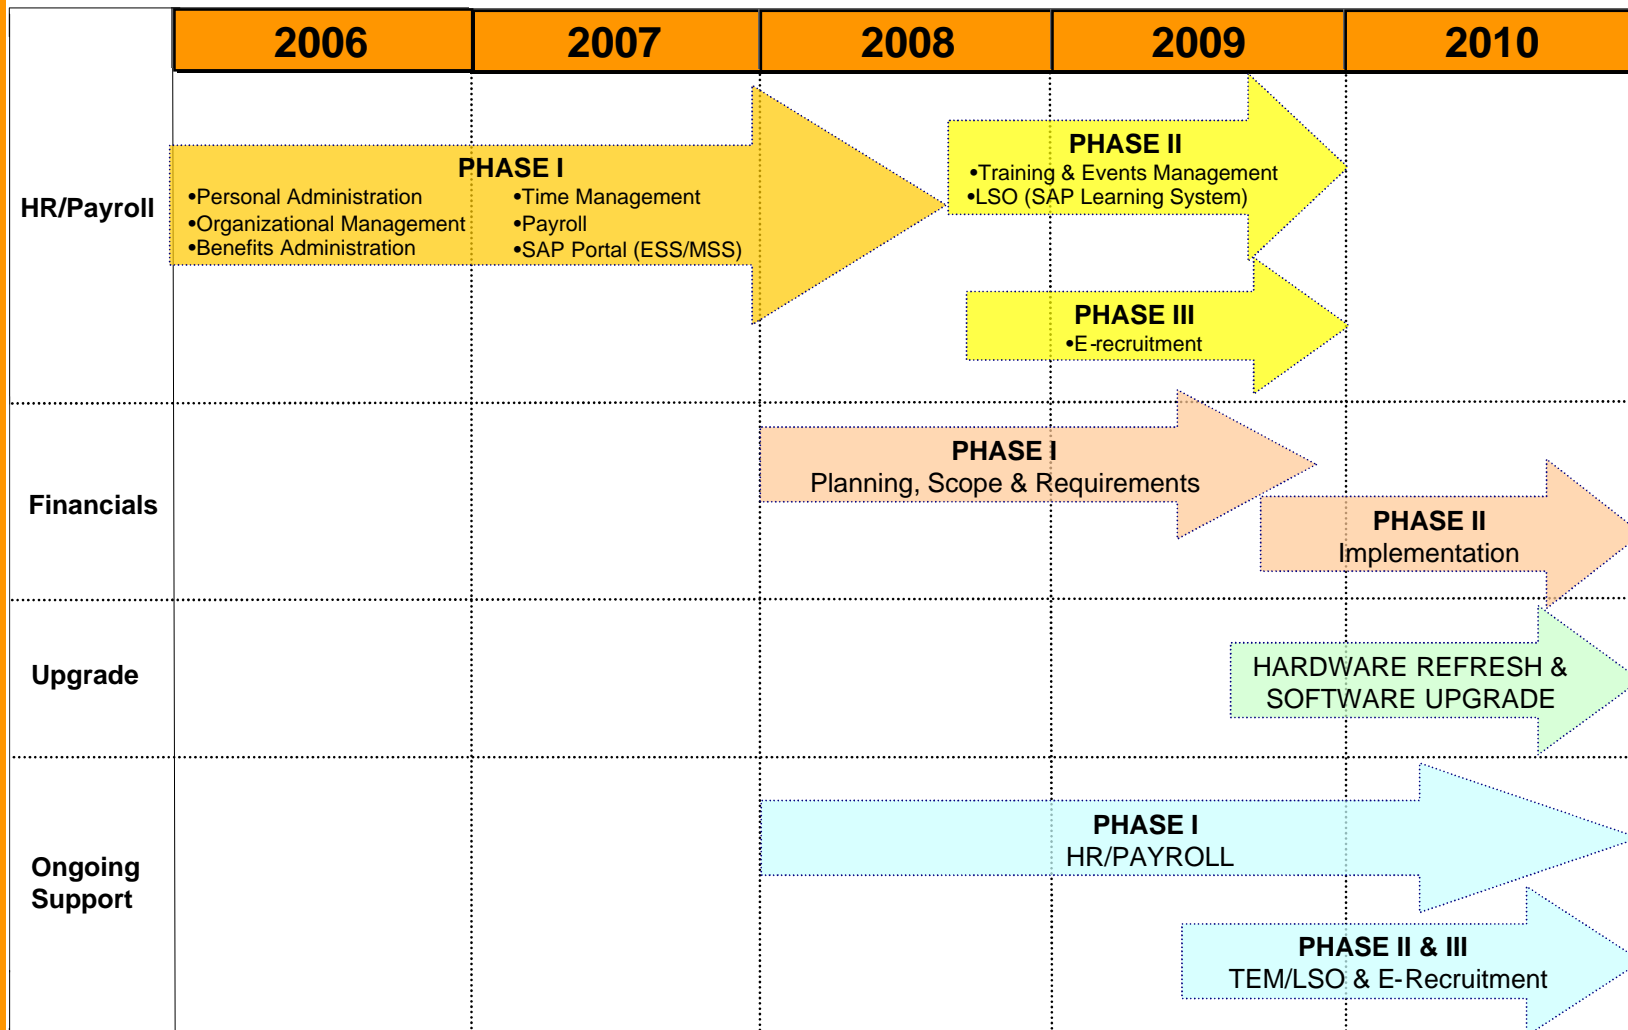 2006 2007 2008 2009 2010
HR/Payroll
PHASE I
•Personal Administration
•Organizational Management
•Benefits Administration
•Time Management
•Payroll
•SAP Portal (ESS/MSS)
PHASE II
•Training & Events Management
•LSO (SAP Learning System)
PHASE III
•E-recruitment
Financials
PHASE I
Planning, Scope & Requirements
PHASE II
Implementation
Upgrade
HARDWARE REFRESH &
SOFTWARE UPGRADE
Ongoing
Support
PHASE I
HR/PAYROLL
PHASE II & III
TEM/LSO & E-Recruitment